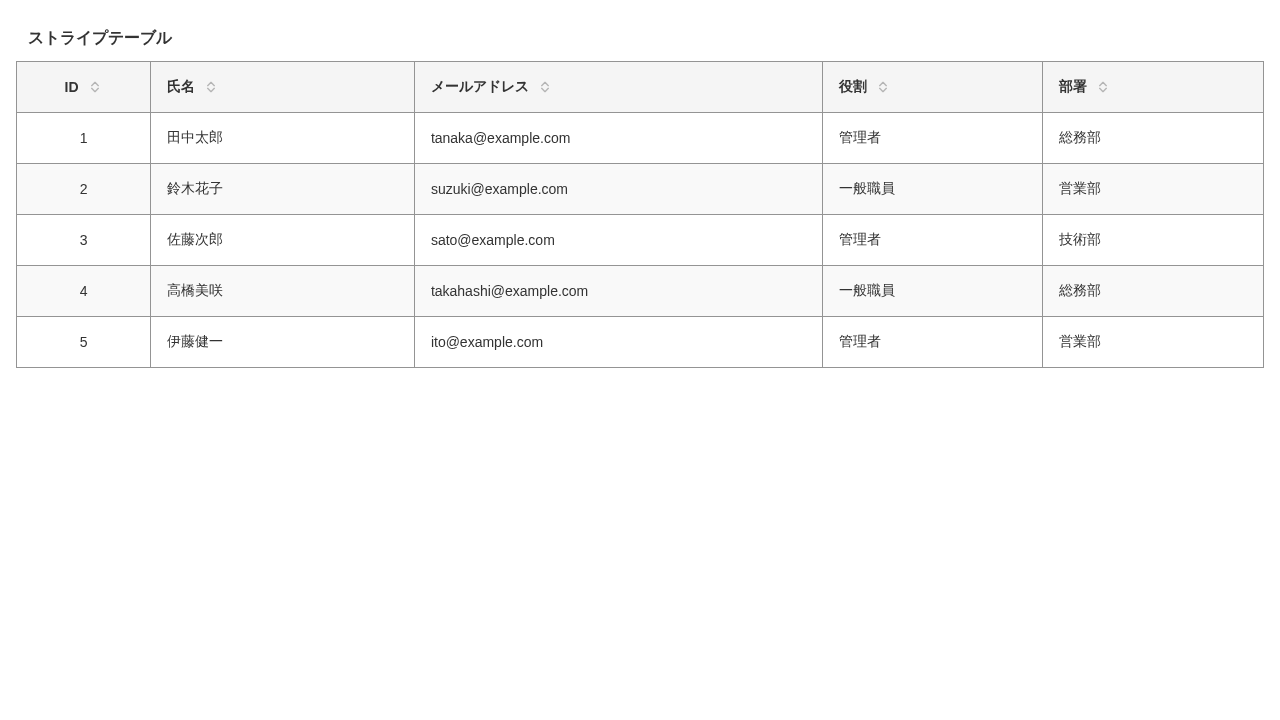 ストライプテーブル
ID 氏名 メールアドレス 役割 部署
1 田中太郎 tanaka@example.com 管理者 総務部
2 鈴木花子 suzuki@example.com 一般職員 営業部
3 佐藤次郎 sato@example.com 管理者 技術部
4 高橋美咲 takahashi@example.com 一般職員 総務部
5 伊藤健一 ito@example.com 管理者 営業部